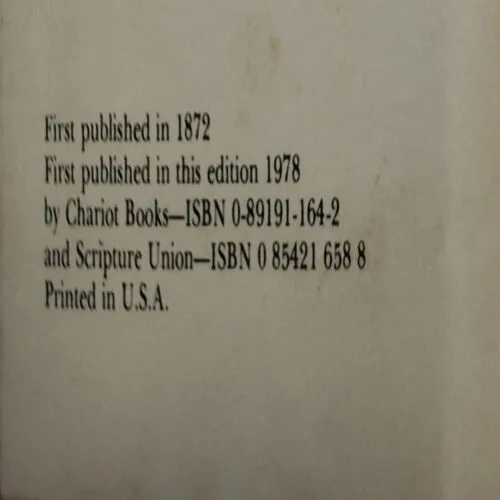 First published in 1872
First published in this edition 1978
by Chariot Books—ISBN 0-89191-164-2
and Scripture Union—ISBN 0 85421 658 8
Printed in U.S.A.